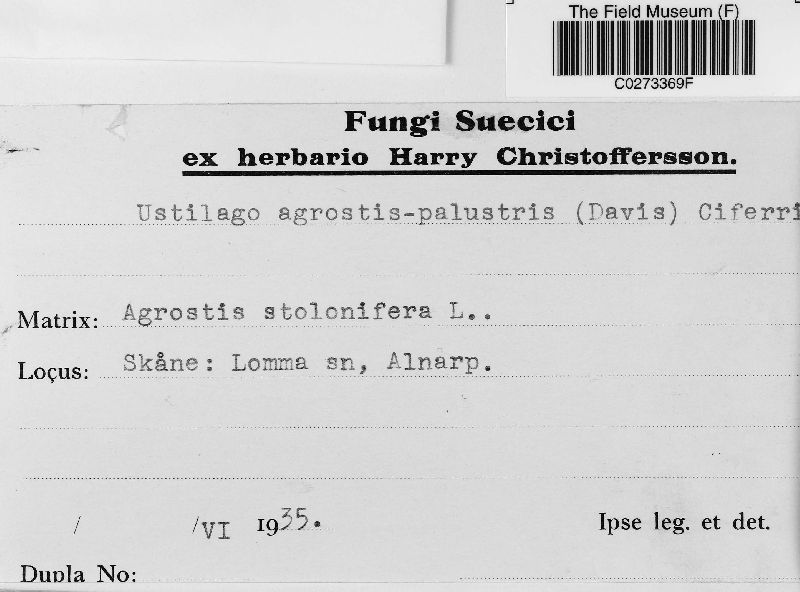 The Field Museum (F)
C0273369F
Fungi Suecici
ex herbario Harry Christoffersson.
Ustilago agrostis-palustris (Davis) Ciferri
Matrix: Agrostis stolonifera L..
Loçus: Skåne: Lomma sn, Alnarp.
/ /VI 1935. Ipse leg. et det.
Dupla No: